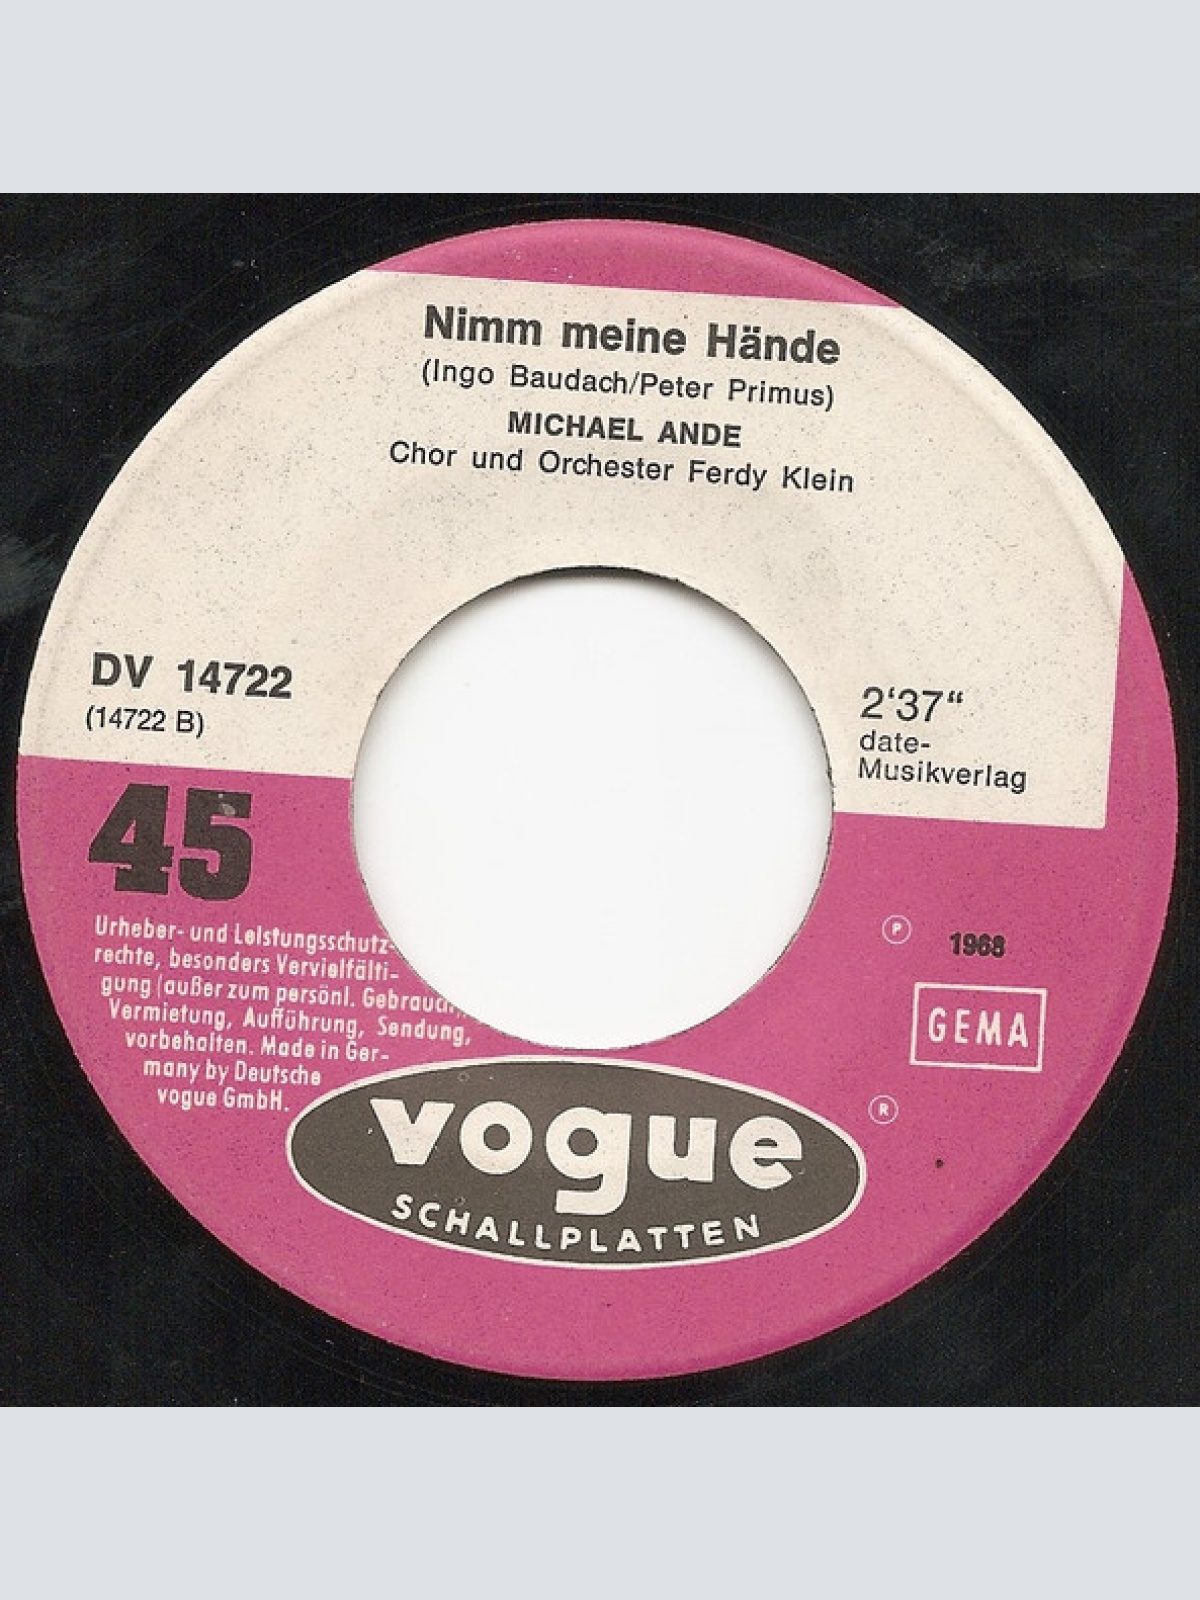 Nimm meine Hände
(Ingo Baudach/Peter Primus)
MICHAEL ANDE
Chor und Orchester Ferdy Klein
DV 14722
(14722 B)
2‘37“
date-
Musikverlag
45
Urheber- und Leistungsschutz-
rechte, besonders Vervielfälti-
gung (außer zum persönl. Gebrauch),
Vermietung, Aufführung, Sendung,
vorbehalten. Made in Ger-
many by Deutsche
vogue GmbH.
Ⓟ 1968
GEMA
®
vogue
SCHALLPLATTEN